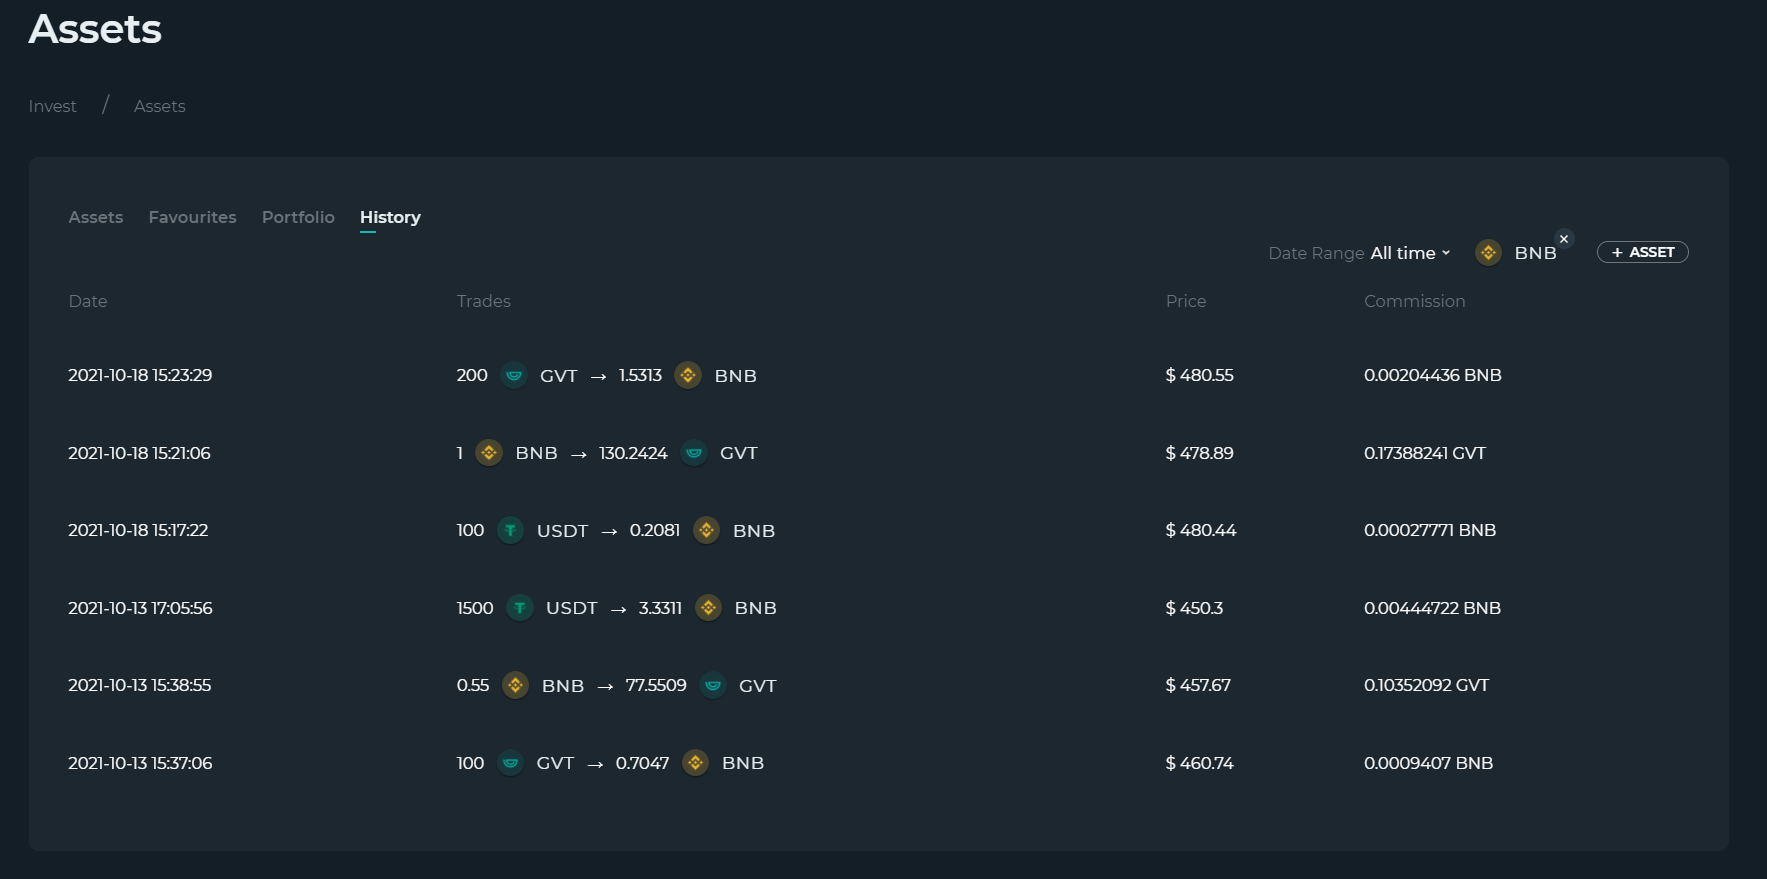 Assets
Invest / Assets
Assets Favourites Portfolio History
Date Range All time BNB × + ASSET
Date Trades Price Commission
2021-10-18 15:23:29 200 GVT → 1.5313 BNB $ 480.55 0.00204436 BNB
2021-10-18 15:21:06 1 BNB → 130.2424 GVT $ 478.89 0.17388241 GVT
2021-10-18 15:17:22 100 USDT → 0.2081 BNB $ 480.44 0.00027771 BNB
2021-10-13 17:05:56 1500 USDT → 3.3311 BNB $ 450.3 0.00444722 BNB
2021-10-13 15:38:55 0.55 BNB → 77.5509 GVT $ 457.67 0.10352092 GVT
2021-10-13 15:37:06 100 GVT → 0.7047 BNB $ 460.74 0.0009407 BNB